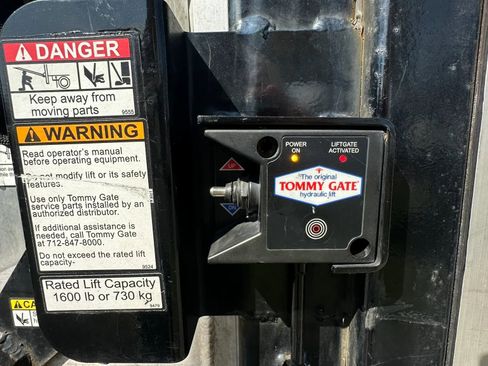 DANGER
Keep away from
moving parts
9555
WARNING
Read operator's manual
before operating equipment.
Do not modify lift or its safety
features.
Use only Tommy Gate
service parts installed by an
authorized distributor.
If additional assistance is
needed, call Tommy Gate
at 712-847-8000.
Do not exceed the rated lift
capacity-
9524
Rated Lift Capacity
1600 lb or 730 kg
POWER
ON
LIFTGATE
ACTIVATED
UP
The original
TOMMY GATE
hydraulic lift